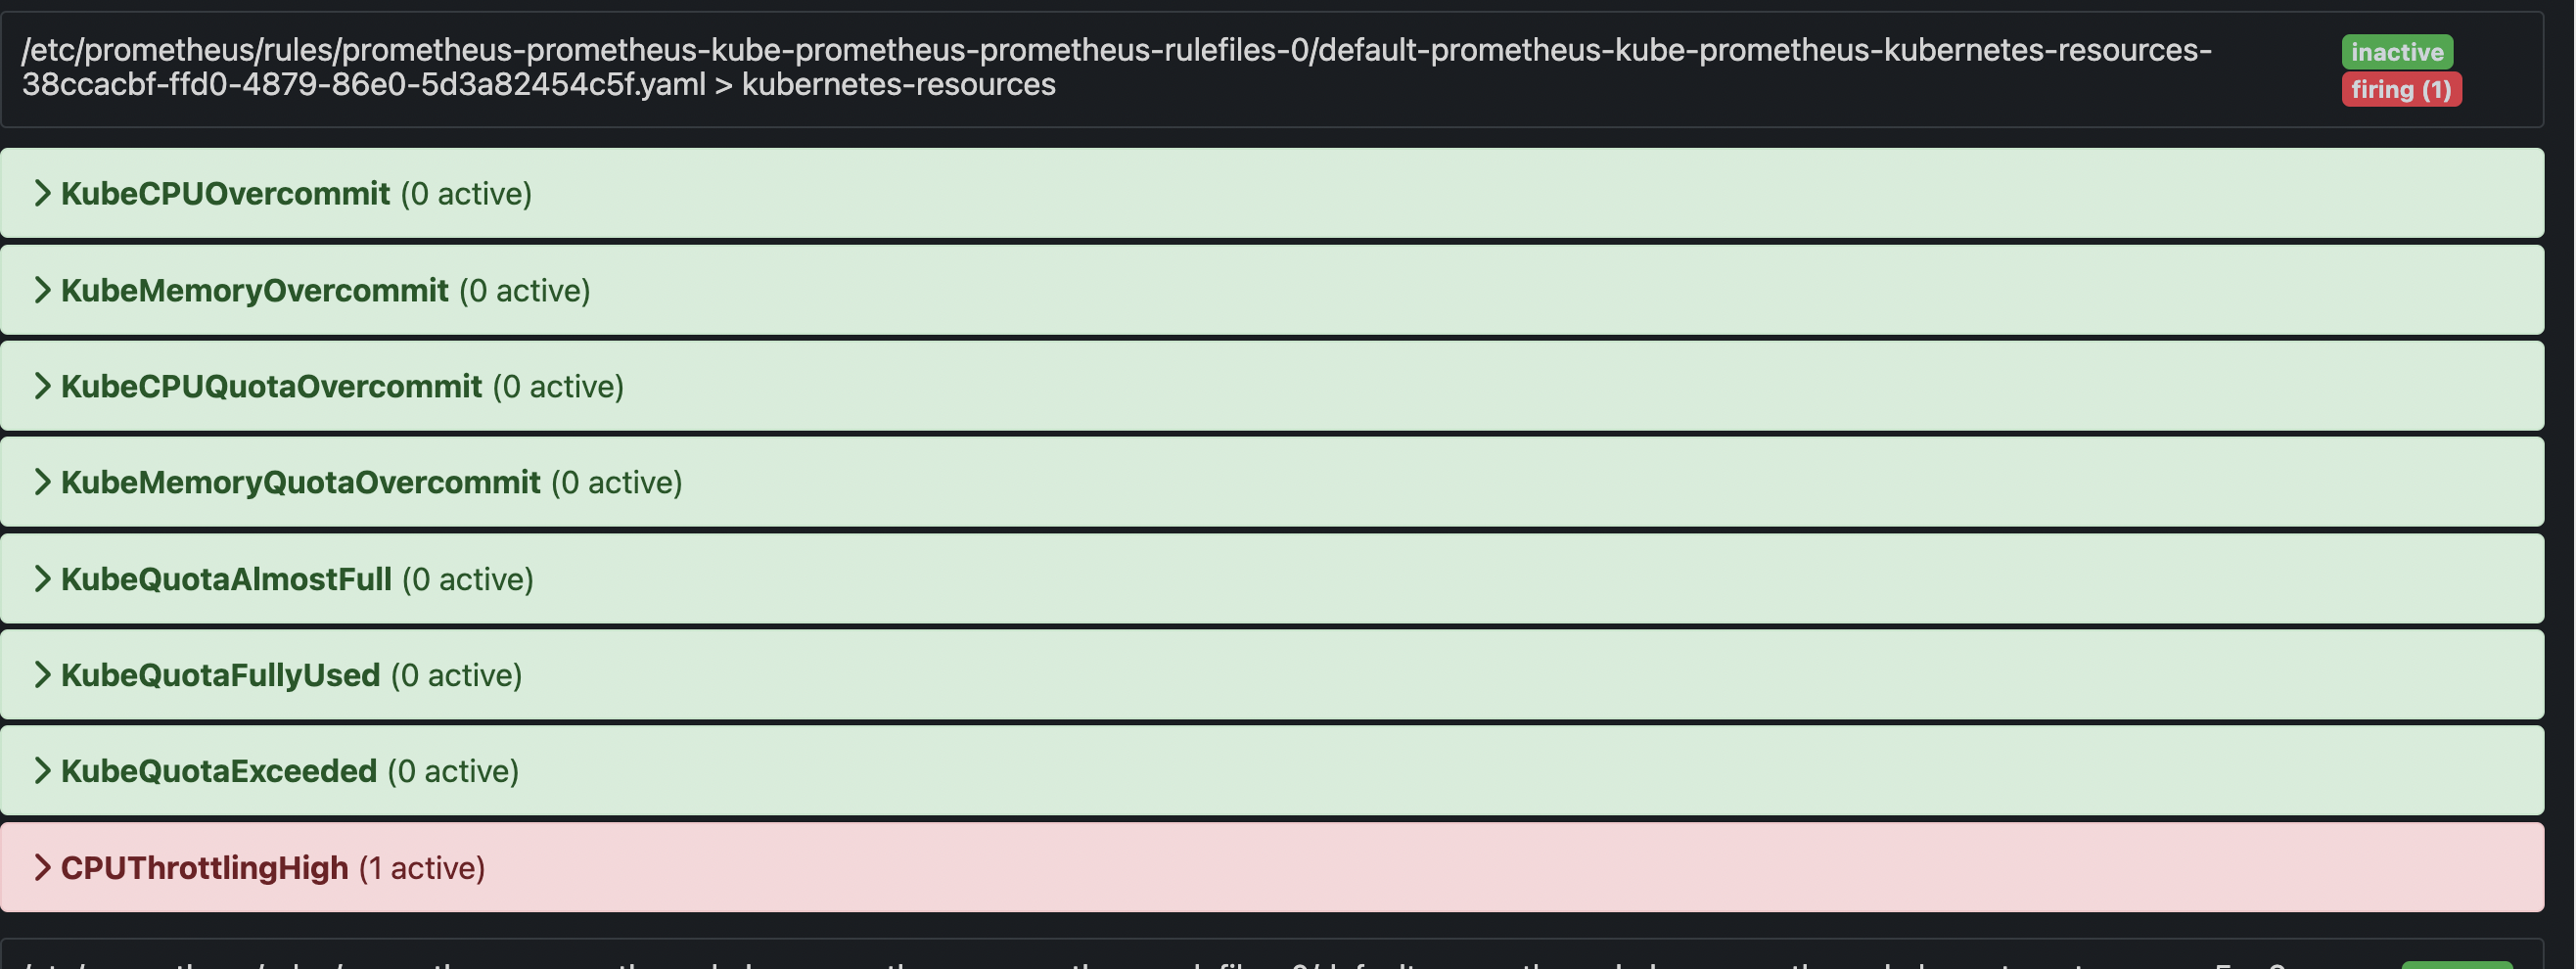 /etc/prometheus/rules/prometheus-prometheus-kube-prometheus-prometheus-rulefiles-0/default-prometheus-kube-prometheus-kubernetes-resources-
38ccacbf-ffd0-4879-86e0-5d3a82454c5f.yaml > kubernetes-resources
inactive
firing (1)
KubeCPUOvercommit (0 active)
KubeMemoryOvercommit (0 active)
KubeCPUQuotaOvercommit (0 active)
KubeMemoryQuotaOvercommit (0 active)
KubeQuotaAlmostFull (0 active)
KubeQuotaFullyUsed (0 active)
KubeQuotaExceeded (0 active)
CPUThrottlingHigh (1 active)